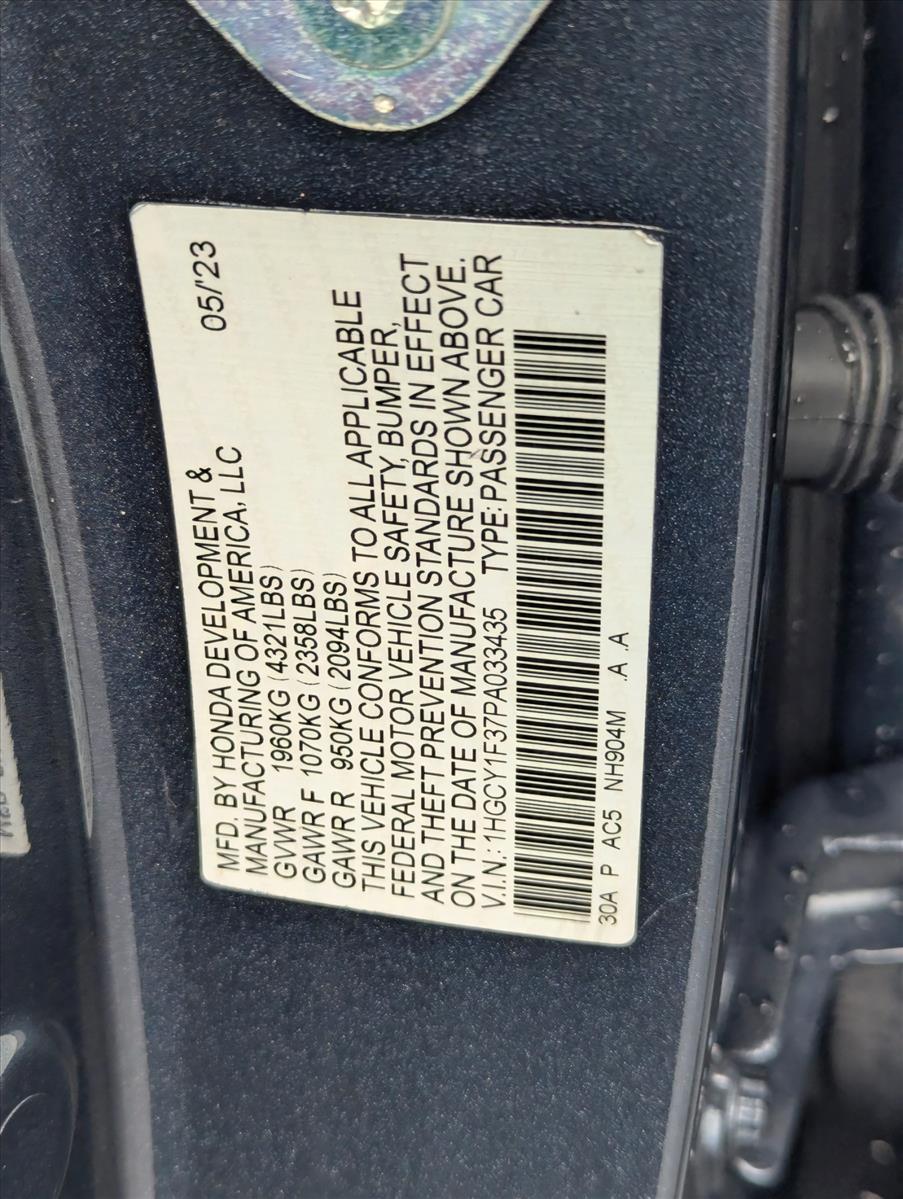 MFD. BY HONDA DEVELOPMENT & 05/'23
MANUFACTURING OF AMERICA, LLC
GVWR 1960KG (4321LBS)
GAWR F 1070KG (2358LBS)
GAWR R 950KG (2094LBS)
THIS VEHICLE CONFORMS TO ALL APPLICABLE
FEDERAL MOTOR VEHICLE SAFETY, BUMPER,
AND THEFT PREVENTION STANDARDS IN EFFECT
ON THE DATE OF MANUFACTURE SHOWN ABOVE.
V.I.N.: 1HGCY1F37PA033435 TYPE: PASSENGER CAR
30A P AC5 NH904M .A .A